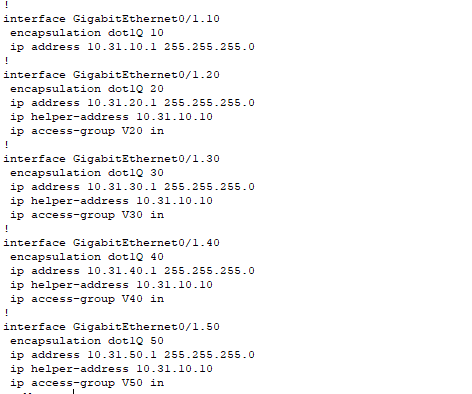 !
interface GigabitEthernet0/1.10
encapsulation dot1Q 10
ip address 10.31.10.1 255.255.255.0
!
interface GigabitEthernet0/1.20
encapsulation dot1Q 20
ip address 10.31.20.1 255.255.255.0
ip helper-address 10.31.10.10
ip access-group V20 in
!
interface GigabitEthernet0/1.30
encapsulation dot1Q 30
ip address 10.31.30.1 255.255.255.0
ip helper-address 10.31.10.10
ip access-group V30 in
!
interface GigabitEthernet0/1.40
encapsulation dot1Q 40
ip address 10.31.40.1 255.255.255.0
ip helper-address 10.31.10.10
ip access-group V40 in
!
interface GigabitEthernet0/1.50
encapsulation dot1Q 50
ip address 10.31.50.1 255.255.255.0
ip helper-address 10.31.10.10
ip access-group V50 in